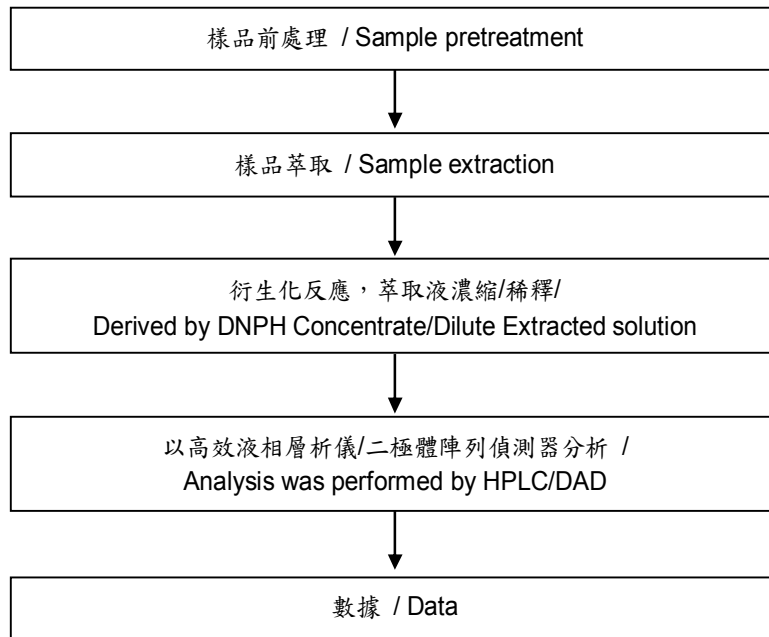 樣品前處理 / Sample pretreatment
樣品萃取 / Sample extraction
衍生化反應，萃取液濃縮/稀釋/
Derived by DNPH Concentrate/Dilute Extracted solution
以高效液相層析儀/二極體陣列偵測器分析 /
Analysis was performed by HPLC/DAD
數據 / Data